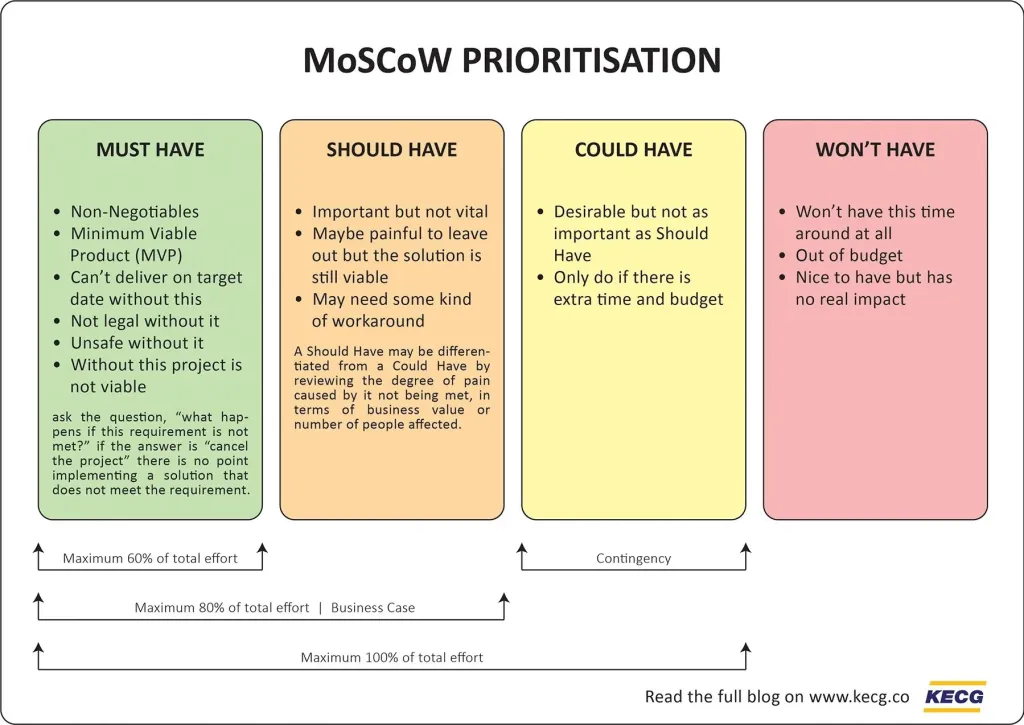 MoSCoW PRIORITISATION
MUST HAVE
• Non-Negotiables
• Minimum Viable
Product (MVP)
• Can't deliver on target
date without this
• Not legal without it
• Unsafe without it
• Without this project is
not viable
ask the question, "what hap-
pens if this requirement is not
met?" if the answer is "cancel
the project" there is no point
implementing a solution that
does not meet the requirement.
SHOULD HAVE
• Important but not vital
• Maybe painful to leave
out but the solution is
still viable
• May need some kind
of workaround
A Should Have may be differen-
tiated from a Could Have by
reviewing the degree of pain
caused by it not being met, in
terms of business value or
number of people affected.
COULD HAVE
• Desirable but not as
important as Should
Have
• Only do if there is
extra time and budget
WON'T HAVE
• Won't have this time
around at all
• Out of budget
• Nice to have but has
no real impact
Maximum 60% of total effort
Contingency
Maximum 80% of total effort | Business Case
Maximum 100% of total effort
Read the full blog on www.kecg.co
KECG